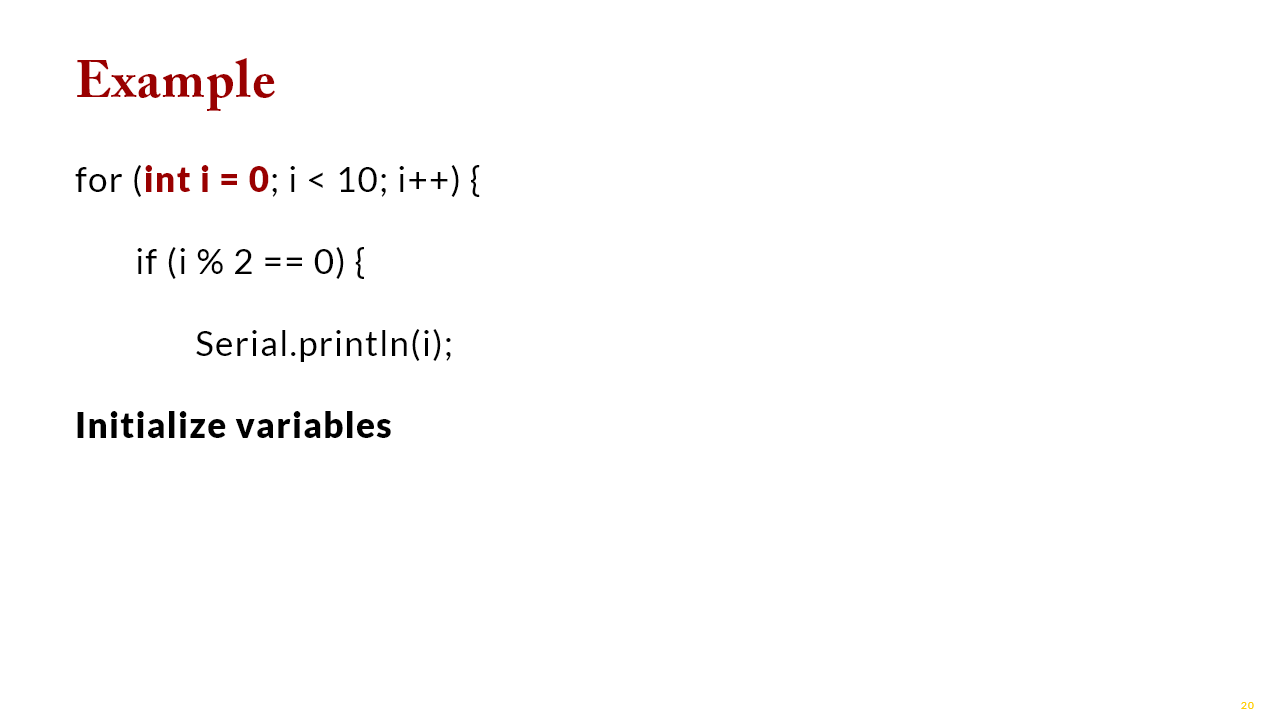 Example
for (int i = 0; i < 10; i++) {
if (i % 2 == 0) {
Serial.println(i);
Initialize variables
20